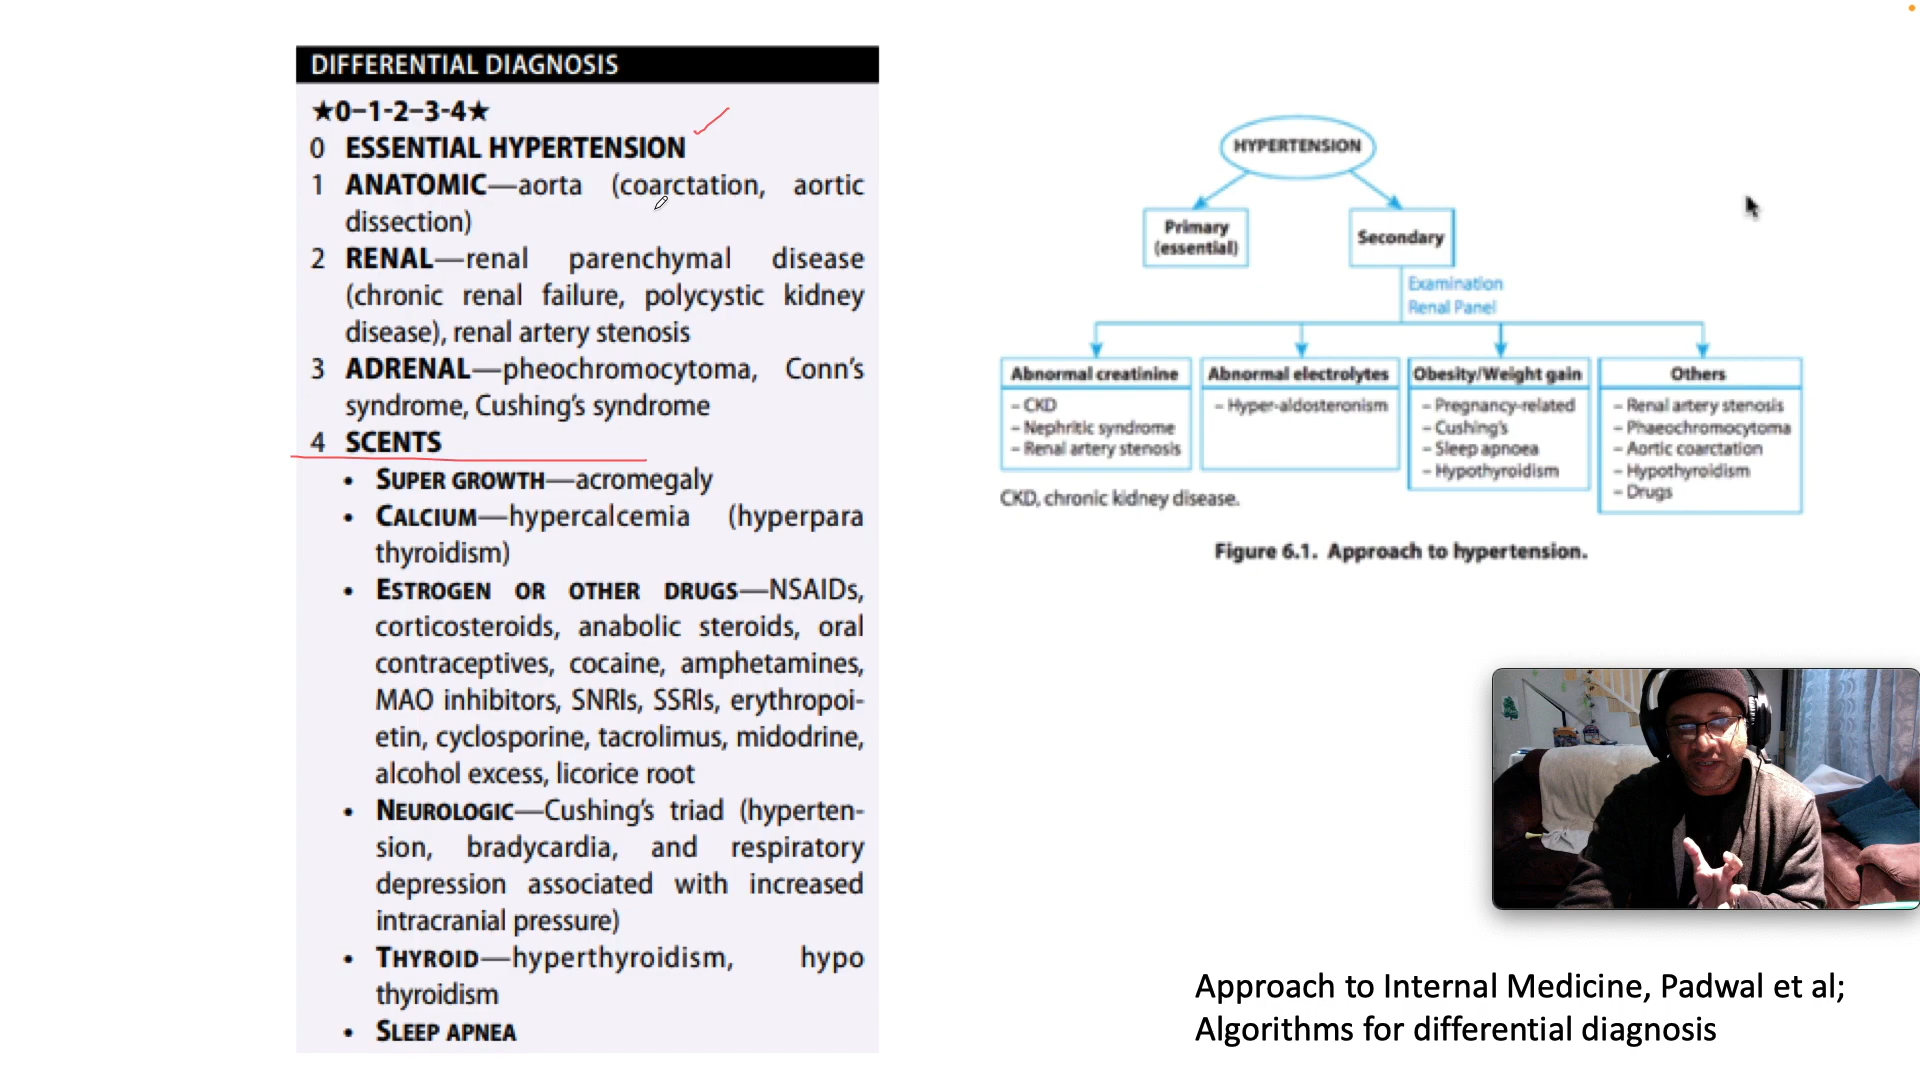 DIFFERENTIAL DIAGNOSIS
★0–1-2-3-4★
0 ESSENTIAL HYPERTENSION
1 ANATOMIC—aorta (coarctation, aortic
dissection)
2 RENAL—renal parenchymal disease
(chronic renal failure, polycystic kidney
disease), renal artery stenosis
3 ADRENAL—pheochromocytoma, Conn's
syndrome, Cushing's syndrome
4 SCENTS
• SUPER GROWTH—acromegaly
• CALCIUM—hypercalcemia (hyperpara
thyroidism)
• ESTROGEN OR OTHER DRUGS—NSAIDs,
corticosteroids, anabolic steroids, oral
contraceptives, cocaine, amphetamines,
MAO inhibitors, SNRIs, SSRIs, erythropoi-
etin, cyclosporine, tacrolimus, midodrine,
alcohol excess, licorice root
• NEUROLOGIC—Cushing's triad (hyperten-
sion, bradycardia, and respiratory
depression associated with increased
intracranial pressure)
• THYROID—hyperthyroidism, hypo
thyroidism
• SLEEP APNEA
HYPERTENSION
Primary
(essential)
Secondary
Examination
Renal Panel
Abnormal creatinine
– CKD
– Nephritic syndrome
– Renal artery stenosis
Abnormal electrolytes
– Hyper-aldosteronism
Obesity/Weight gain
– Pregnancy-related
– Cushing's
– Sleep apnoea
– Hypothyroidism
Others
– Renal artery stenosis
– Phaeochromocytoma
– Aortic coarctation
– Hypothyroidism
– Drugs
CKD, chronic kidney disease.
Figure 6.1. Approach to hypertension.
Approach to Internal Medicine, Padwal et al;
Algorithms for differential diagnosis